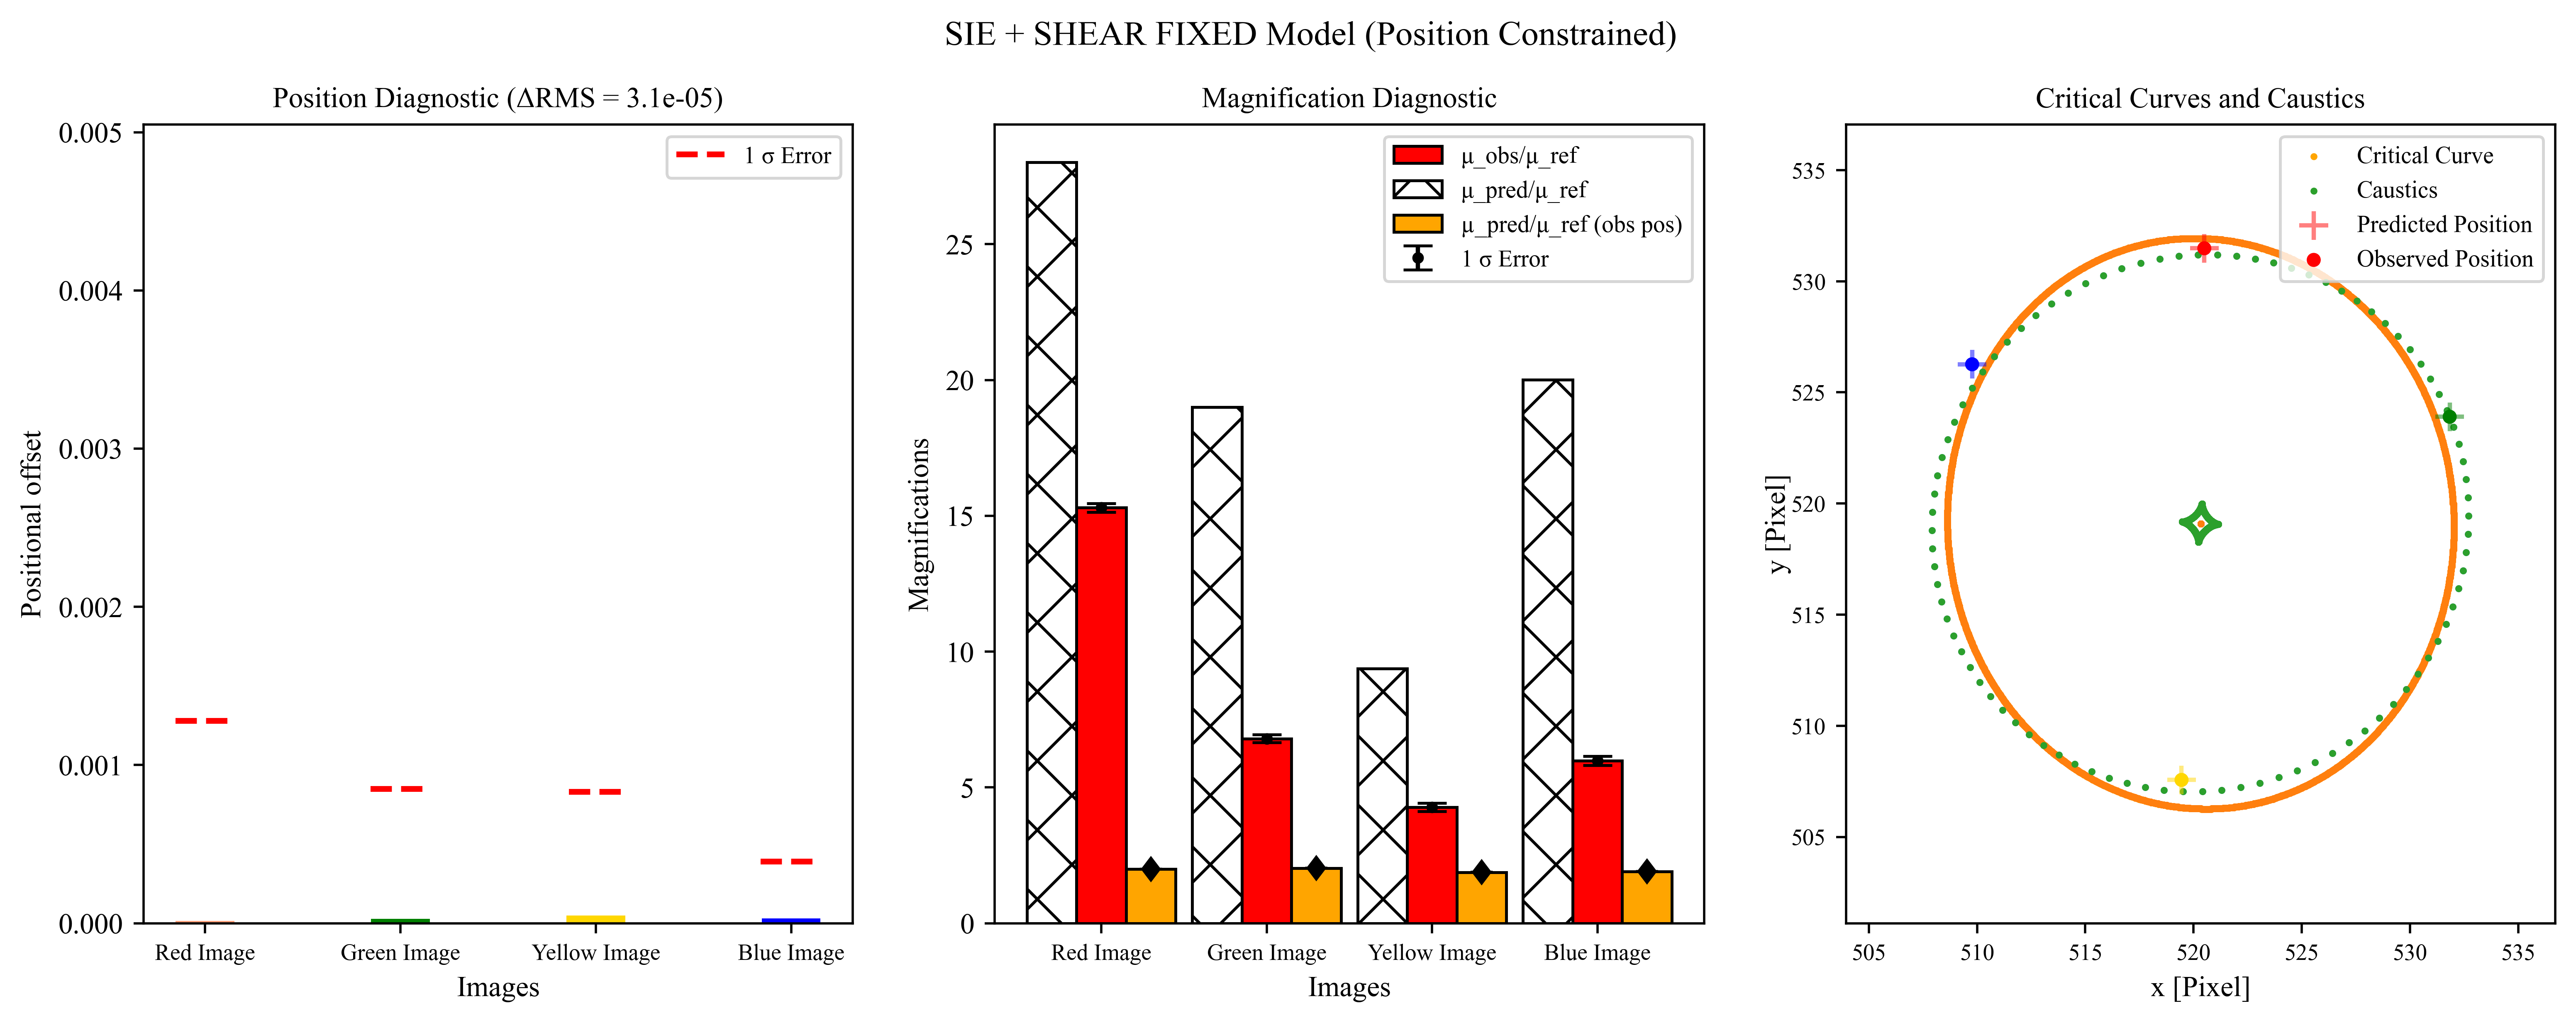 SIE + SHEAR FIXED Model (Position Constrained)
Position Diagnostic (ΔRMS = 3.1e-05)
Positional offset
0.005
0.004
0.003
0.002
0.001
0.000
1 σ Error
Red Image
Green Image
Yellow Image
Blue Image
Images
Magnification Diagnostic
Magnifications
25
20
15
10
5
0
μ_obs/μ_ref
μ_pred/μ_ref
μ_pred/μ_ref (obs pos)
1 σ Error
Red Image
Green Image
Yellow Image
Blue Image
Images
Critical Curves and Caustics
y [Pixel]
535
530
525
520
515
510
505
Critical Curve
Caustics
Predicted Position
Observed Position
505
510
515
520
525
530
535
x [Pixel]